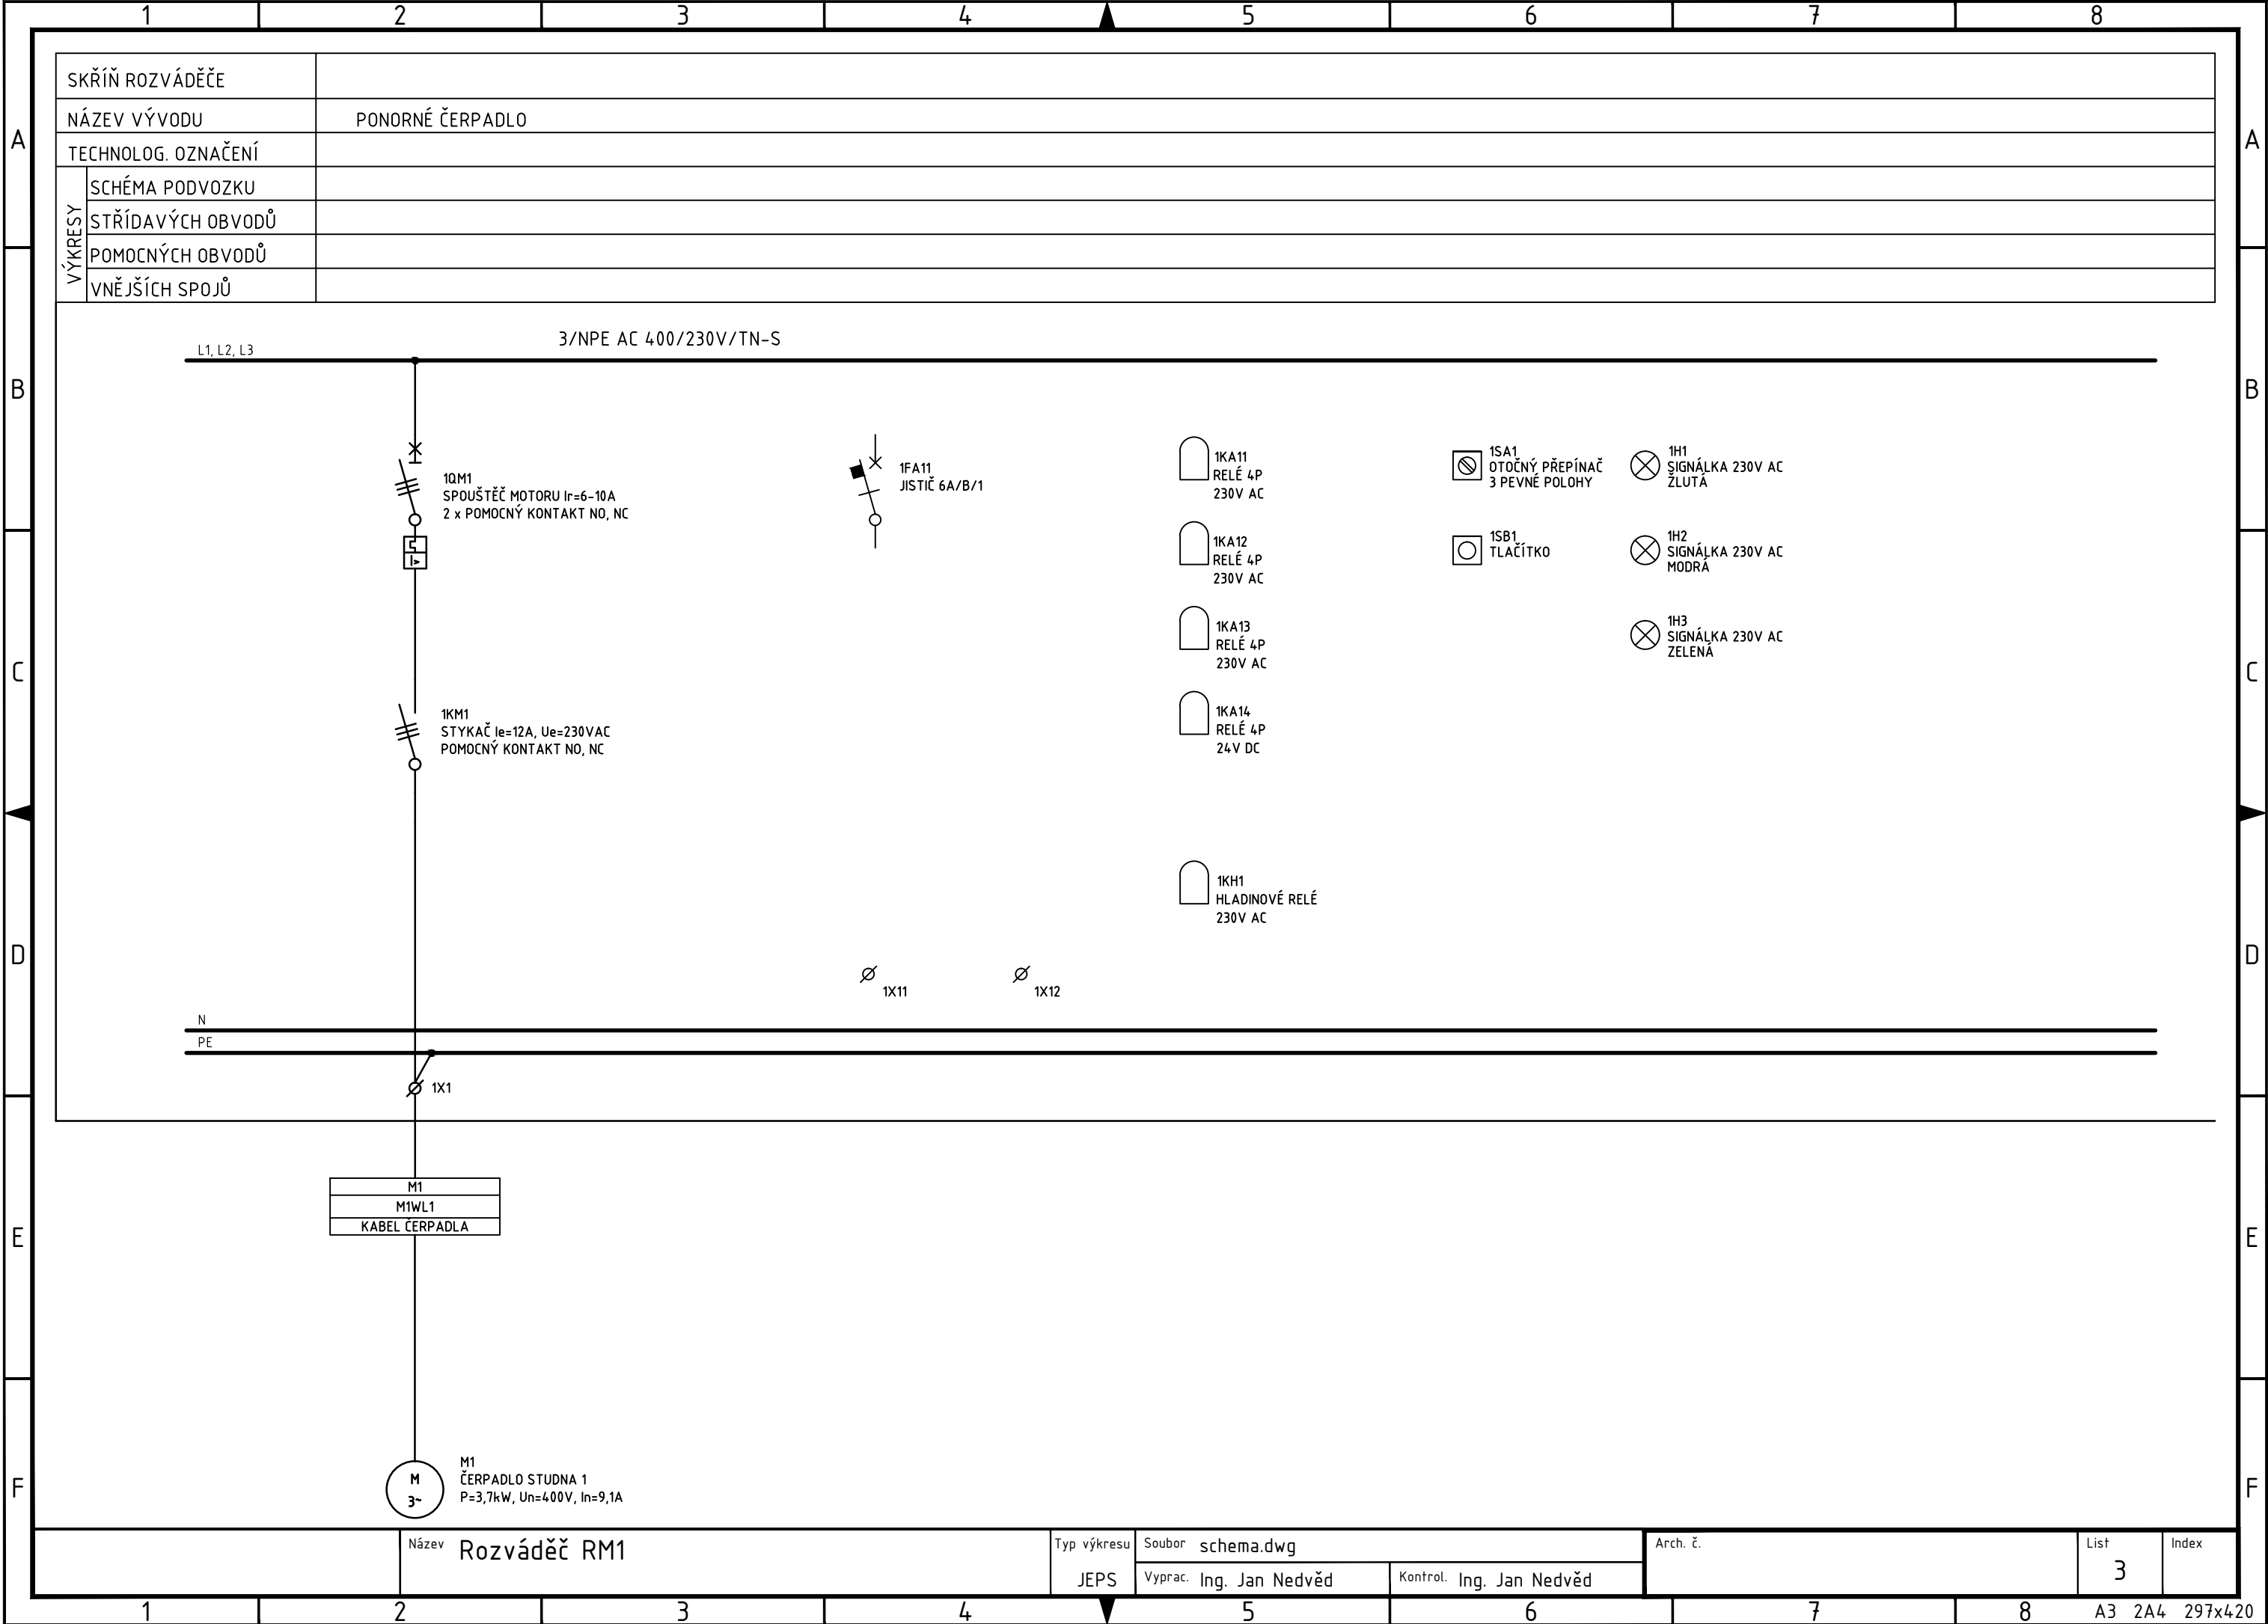 1 2 3 4 5 6 7 8
SKŘÍŇ ROZVÁDĚČE
NÁZEV VÝVODU PONORNÉ ČERPADLO
TECHNOLOG. OZNAČENÍ
VÝKRESY
SCHÉMA PODVOZKU
STŘÍDAVÝCH OBVODŮ
POMOCNÝCH OBVODŮ
VNĚJŠÍCH SPOJŮ
A A
B B
C C
D D
E E
F F
3/NPE AC 400/230V/TN-S
L1, L2, L3
1QM1
SPOUŠTĚČ MOTORU Ir=6-10A
2 x POMOCNÝ KONTAKT NO, NC
I>
1FA11
JISTIČ 6A/B/1
1KA11
RELÉ 4P
230V AC
1KA12
RELÉ 4P
230V AC
1KA13
RELÉ 4P
230V AC
1KA14
RELÉ 4P
24V DC
1KH1
HLADINOVÉ RELÉ
230V AC
1SA1
OTOČNÝ PŘEPÍNAČ
3 PEVNÉ POLOHY
1SB1
TLAČÍTKO
1H1
SIGNÁLKA 230V AC
ŽLUTÁ
1H2
SIGNÁLKA 230V AC
MODRÁ
1H3
SIGNÁLKA 230V AC
ZELENÁ
1KM1
STYKAČ Ie=12A, Ue=230VAC
POMOCNÝ KONTAKT NO, NC
1X11
1X12
N
PE
1X1
M1
M1WL1
KABEL ČERPADLA
M
3~
M1
ČERPADLO STUDNA 1
P=3,7kW, Un=400V, In=9,1A
Název Rozváděč RM1
Typ výkresu
JEPS
Soubor schema.dwg
Vyprac. Ing. Jan Nedvěd
Kontrol. Ing. Jan Nedvěd
Arch. č.
List
3
Index
1 2 3 4 5 6 7 8
A3 2A4 297x420